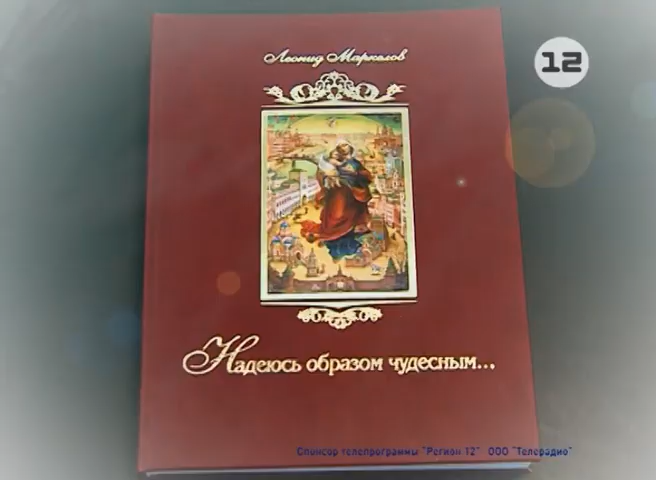 Леонид Маркелов
12
Надеюсь образом чудесным...
Спонсор телепрограммы "Регион 12" ООО "Телерадио"